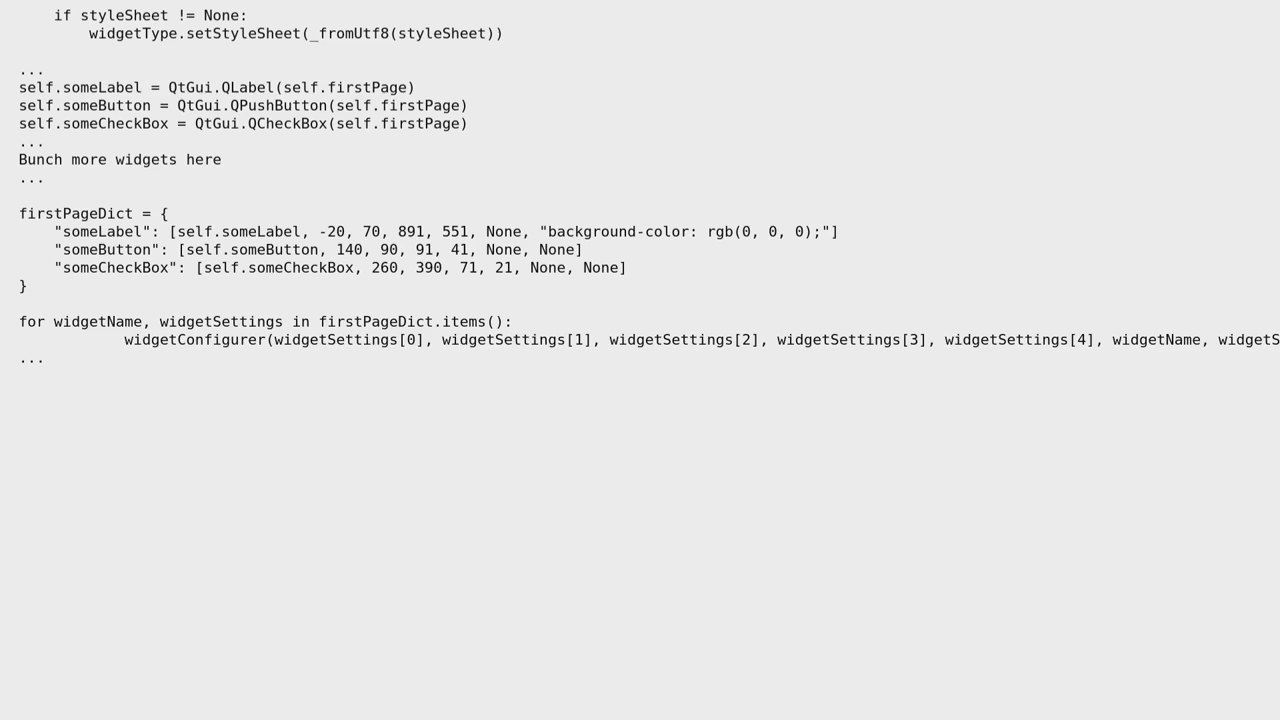 if styleSheet != None:
        widgetType.setStyleSheet(_fromUtf8(styleSheet))

...
self.someLabel = QtGui.QLabel(self.firstPage)
self.someButton = QtGui.QPushButton(self.firstPage)
self.someCheckBox = QtGui.QCheckBox(self.firstPage)
...
Bunch more widgets here
...

firstPageDict = {
    "someLabel": [self.someLabel, -20, 70, 891, 551, None, "background-color: rgb(0, 0, 0);"]
    "someButton": [self.someButton, 140, 90, 91, 41, None, None]
    "someCheckBox": [self.someCheckBox, 260, 390, 71, 21, None, None]
}

for widgetName, widgetSettings in firstPageDict.items():
            widgetConfigurer(widgetSettings[0], widgetSettings[1], widgetSettings[2], widgetSettings[3], widgetSettings[4], widgetName, widgetS
...